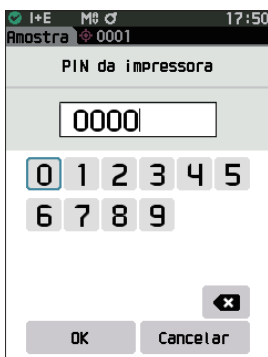 I+E M 17:50
Amostra 0001
PIN da impressora
0000
0 1 2 3 4 5
6 7 8 9
OK Cancelar